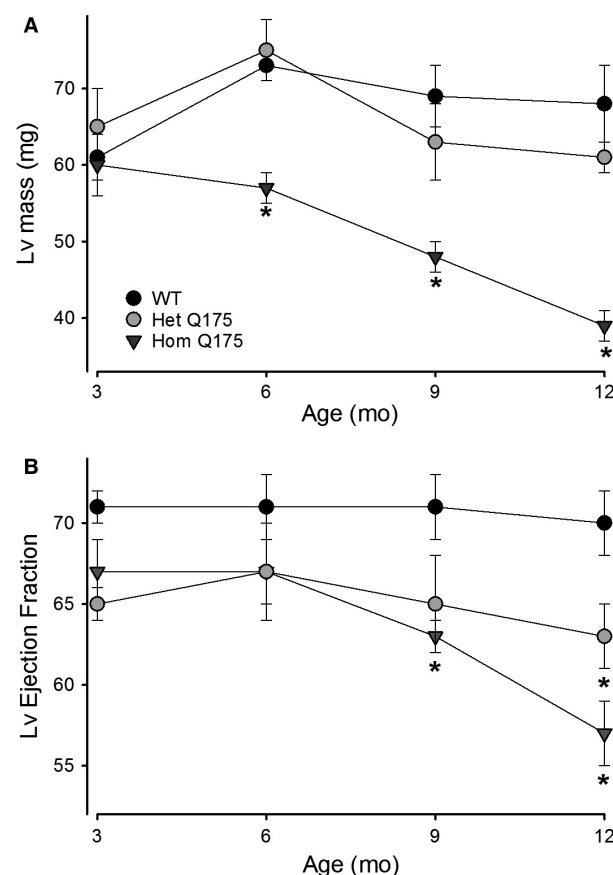 A
Lv mass (mg)
70
60
50
40
*
*
*
WT
Het Q175
Hom Q175
3 6 9 12
Age (mo)
B
Lv Ejection Fraction
70
65
60
55
*
*
*
3 6 9 12
Age (mo)